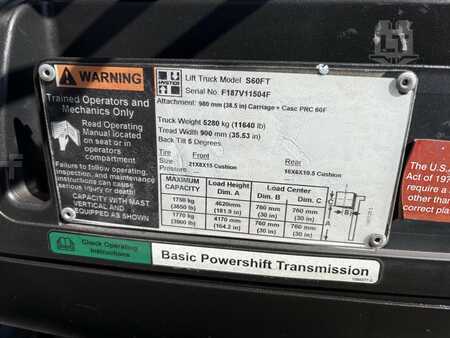 WARNING
Trained Operators and
Mechanics Only
Read Operating
Manual located
on seat or in
operators
compartment
Failure to follow operating,
inspection and maintenance
instructions can cause
serious injury or death!
CAPACITY WITH MAST
VERTICAL AND
EQUIPPED AS SHOWN
HYSTER
Lift Truck Model S60FT
Serial No. F187V11504F
Attachment: 980 mm (38.5 in) Carriage + Casc PRC 60F
Truck Weight 5280 kg (11640 lb)
Tread Width 900 mm (35.53 in)
Back Tilt 5 Degrees
Tire Front Rear
Size 21X8X15 Cushion 16X6X10.5 Cushion
Pressure
MAXIMUM CAPACITY Load Height Dim. A Load Center Dim. B Dim. C
1750 kg (3850 lb) 4620mm (181.9 in) 760 mm (30 in) 760 mm (30 in)
1770 kg (3900 lb) 4170 mm (164.2 in) 760 mm (30 in) 760 mm (30 in)
B
A
Check Operating
Instructions
Basic Powershift Transmission
The U.S.
Act of 197
require a
other than
correct plat